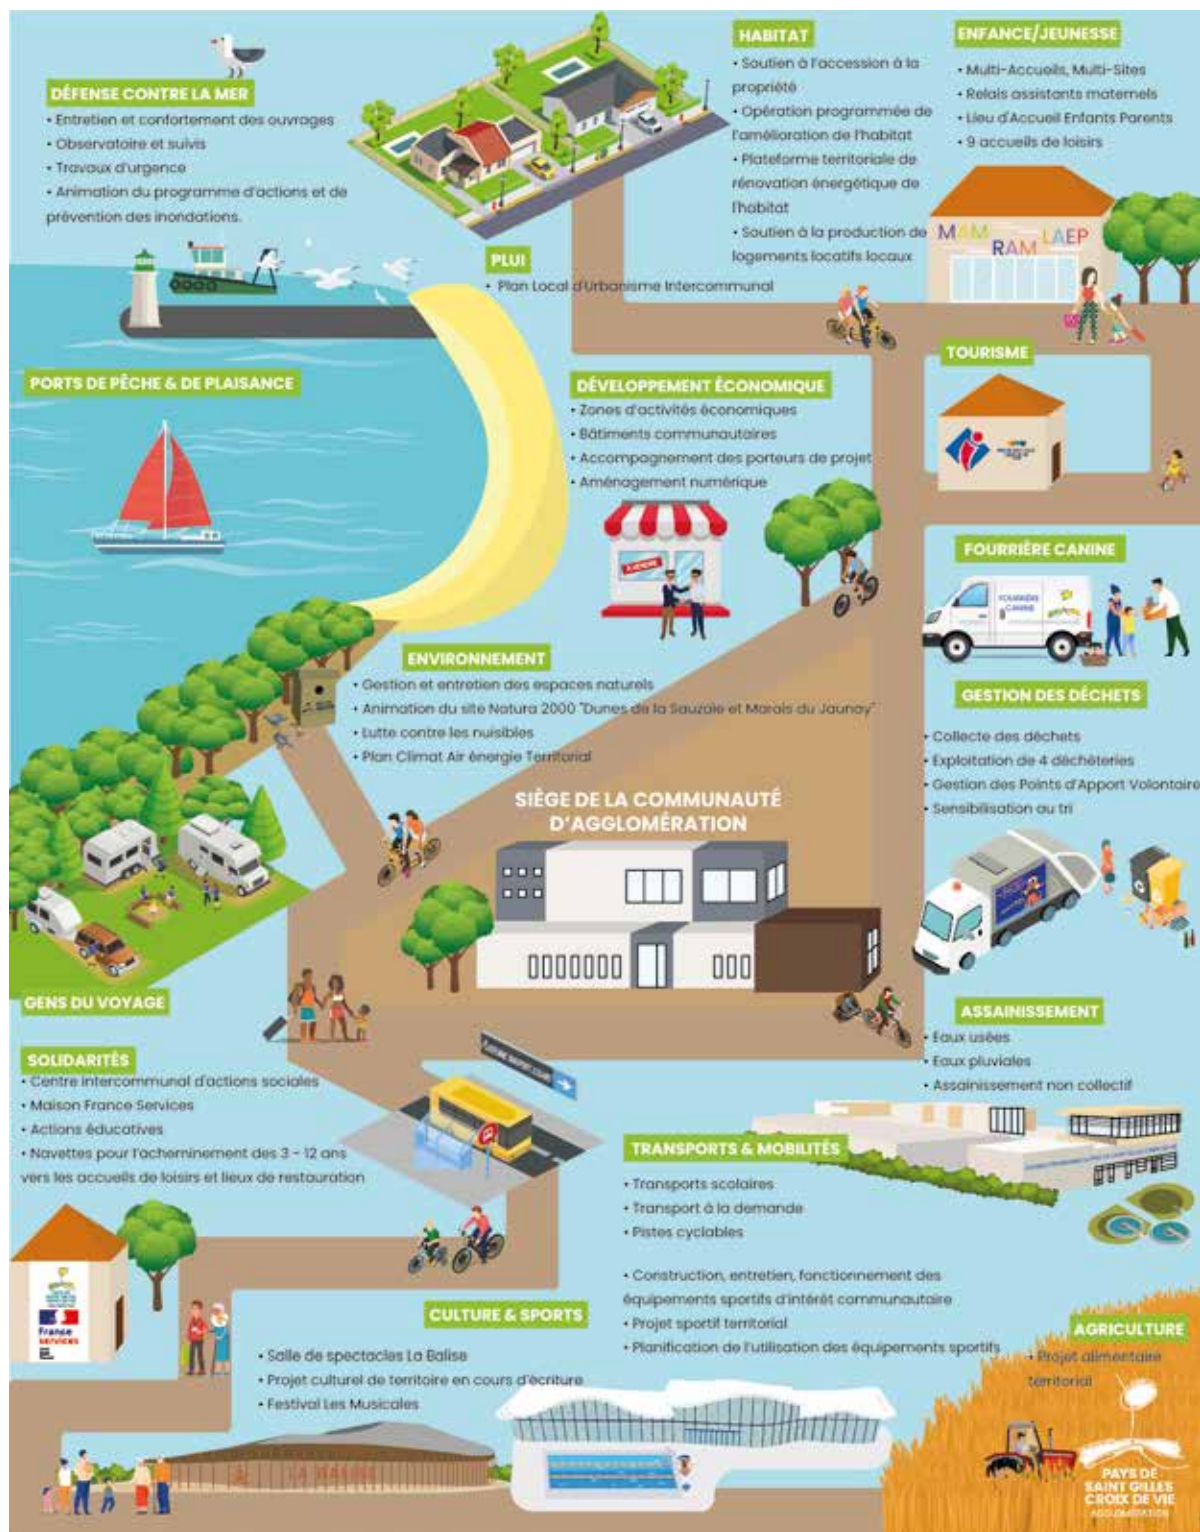 DÉFENSE CONTRE LA MER
• Entretien et confortement des ouvrages
• Observatoire et suivis
• Travaux d'urgence
• Animation du programme d'actions et de
prévention des inondations.
HABITAT
• Soutien à l'accession à la
propriété
• Opération programmée de
l'amélioration de l'habitat
• Plateforme territoriale de
rénovation énergétique de
l'habitat
• Soutien à la production de
logements locatifs locaux
ENFANCE/JEUNESSE
• Multi-Accueils, Multi-Sites
• Relais assistants maternels
• Lieu d'Accueil Enfants Parents
• 9 accueils de loisirs
MAM
RAM
LAEP
PLUI
• Plan Local d'Urbanisme Intercommunal
PORTS DE PÊCHE & DE PLAISANCE
DÉVELOPPEMENT ÉCONOMIQUE
• Zones d'activités économiques
• Bâtiments communautaires
• Accompagnement des porteurs de projet
• Aménagement numérique
TOURISME
FOURRIÈRE CANINE
FOURRIÈRE
CANINE
ENVIRONNEMENT
• Gestion et entretien des espaces naturels
• Animation du site Natura 2000 "Dunes de la Sauzaie et Marais du Jaunay"
• Lutte contre les nuisibles
• Plan Climat Air énergie Territorial
GESTION DES DÉCHETS
• Collecte des déchets
• Exploitation de 4 déchèteries
• Gestion des Points d'Apport Volontaire
• Sensibilisation au tri
SIÈGE DE LA COMMUNAUTÉ
D'AGGLOMÉRATION
GENS DU VOYAGE
ASSAINISSEMENT
• Eaux usées
• Eaux pluviales
• Assainissement non collectif
SOLIDARITÉS
• Centre intercommunal d'actions sociales
• Maison France Services
• Actions éducatives
• Navettes pour l'acheminement des 3 - 12 ans
vers les accueils de loisirs et lieux de restauration
TRANSPORTS & MOBILITÉS
• Transports scolaires
• Transport à la demande
• Pistes cyclables
• Construction, entretien, fonctionnement des
équipements sportifs d'intérêt communautaire
• Projet sportif territorial
• Planification de l'utilisation des équipements sportifs
france
services
CULTURE & SPORTS
• Salle de spectacles La Balise
• Projet culturel de territoire en cours d'écriture
• Festival Les Musicales
LA BALISE
AGRICULTURE
• Projet alimentaire
territorial
PAYS DE
SAINT GILLES
CROIX DE VIE
AGGLOMÉRATION